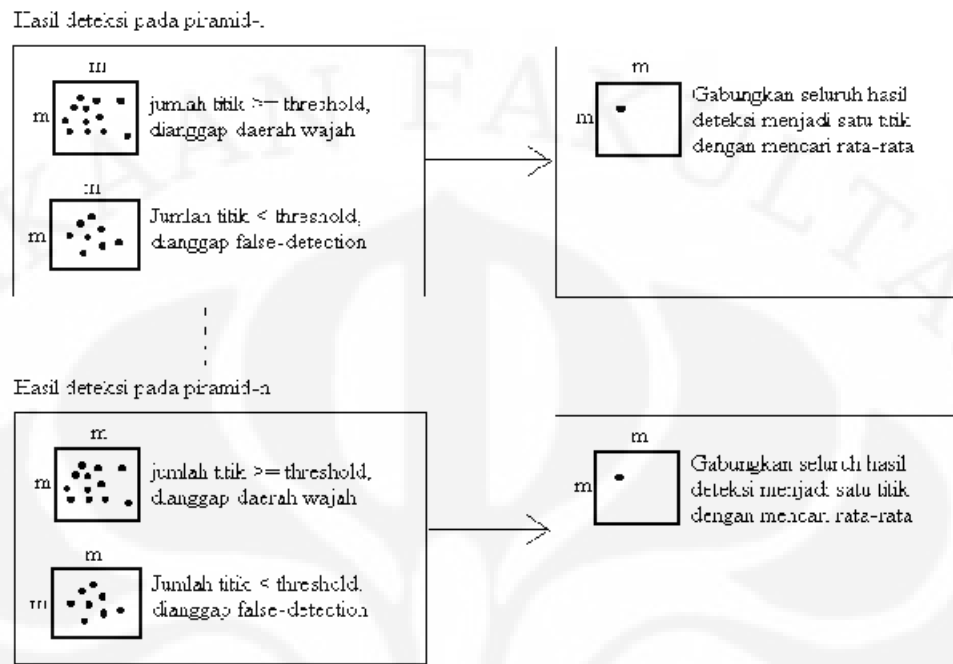 Hasil deteksi pada piramid-1
m
m
jumlah titik >= threshold,
dianggap daerah wajah
m
m
Jumlah titik < threshold,
dianggap false-detection
m
m
Gabungkan seluruh hasil
deteksi menjadi satu titik
dengan mencari rata-rata
Hasil deteksi pada piramid-n
m
m
jumlah titik >= threshold,
dianggap daerah wajah
m
m
Jumlah titik < threshold.
dianggap false-detection
m
m
Gabungkan seluruh hasil
deteksi menjadi satu titik
dengan mencari rata-rata